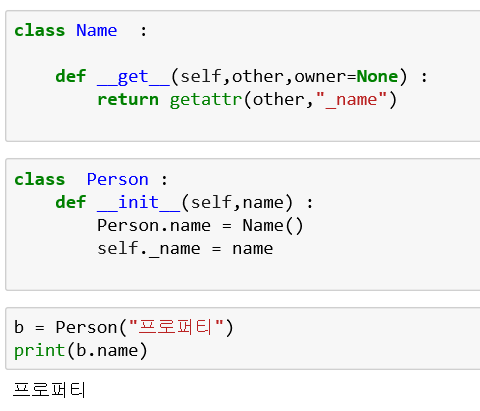 class Name  :
    def __get__(self,other,owner=None) :
        return getattr(other,"_name")
class  Person :
    def __init__(self,name) :
        Person.name = Name()
        self._name = name
b = Person("프로퍼티")
print(b.name)
프로퍼티